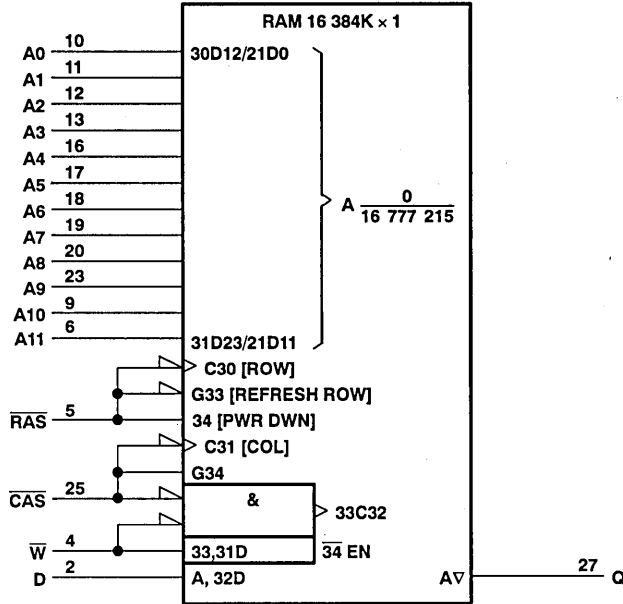 RAM 16 384K × 1
A0 10 30D12/21D0
A1 11
A2 12
A3 13
A4 16
A5 17
A6 18
A7 19
A8 20
A9 23
A10 9
A11 6 31D23/21D11
A 0
16 777 215
C30 [ROW]
G33 [REFRESH ROW]
R̅A̅S̅ 5 34 [PWR DWN]
C31 [COL]
G34
C̅A̅S̅ 25 &
33C32
W̅ 4 33,31D 3̅4̅ EN
D 2 A, 32D A∇ 27 Q